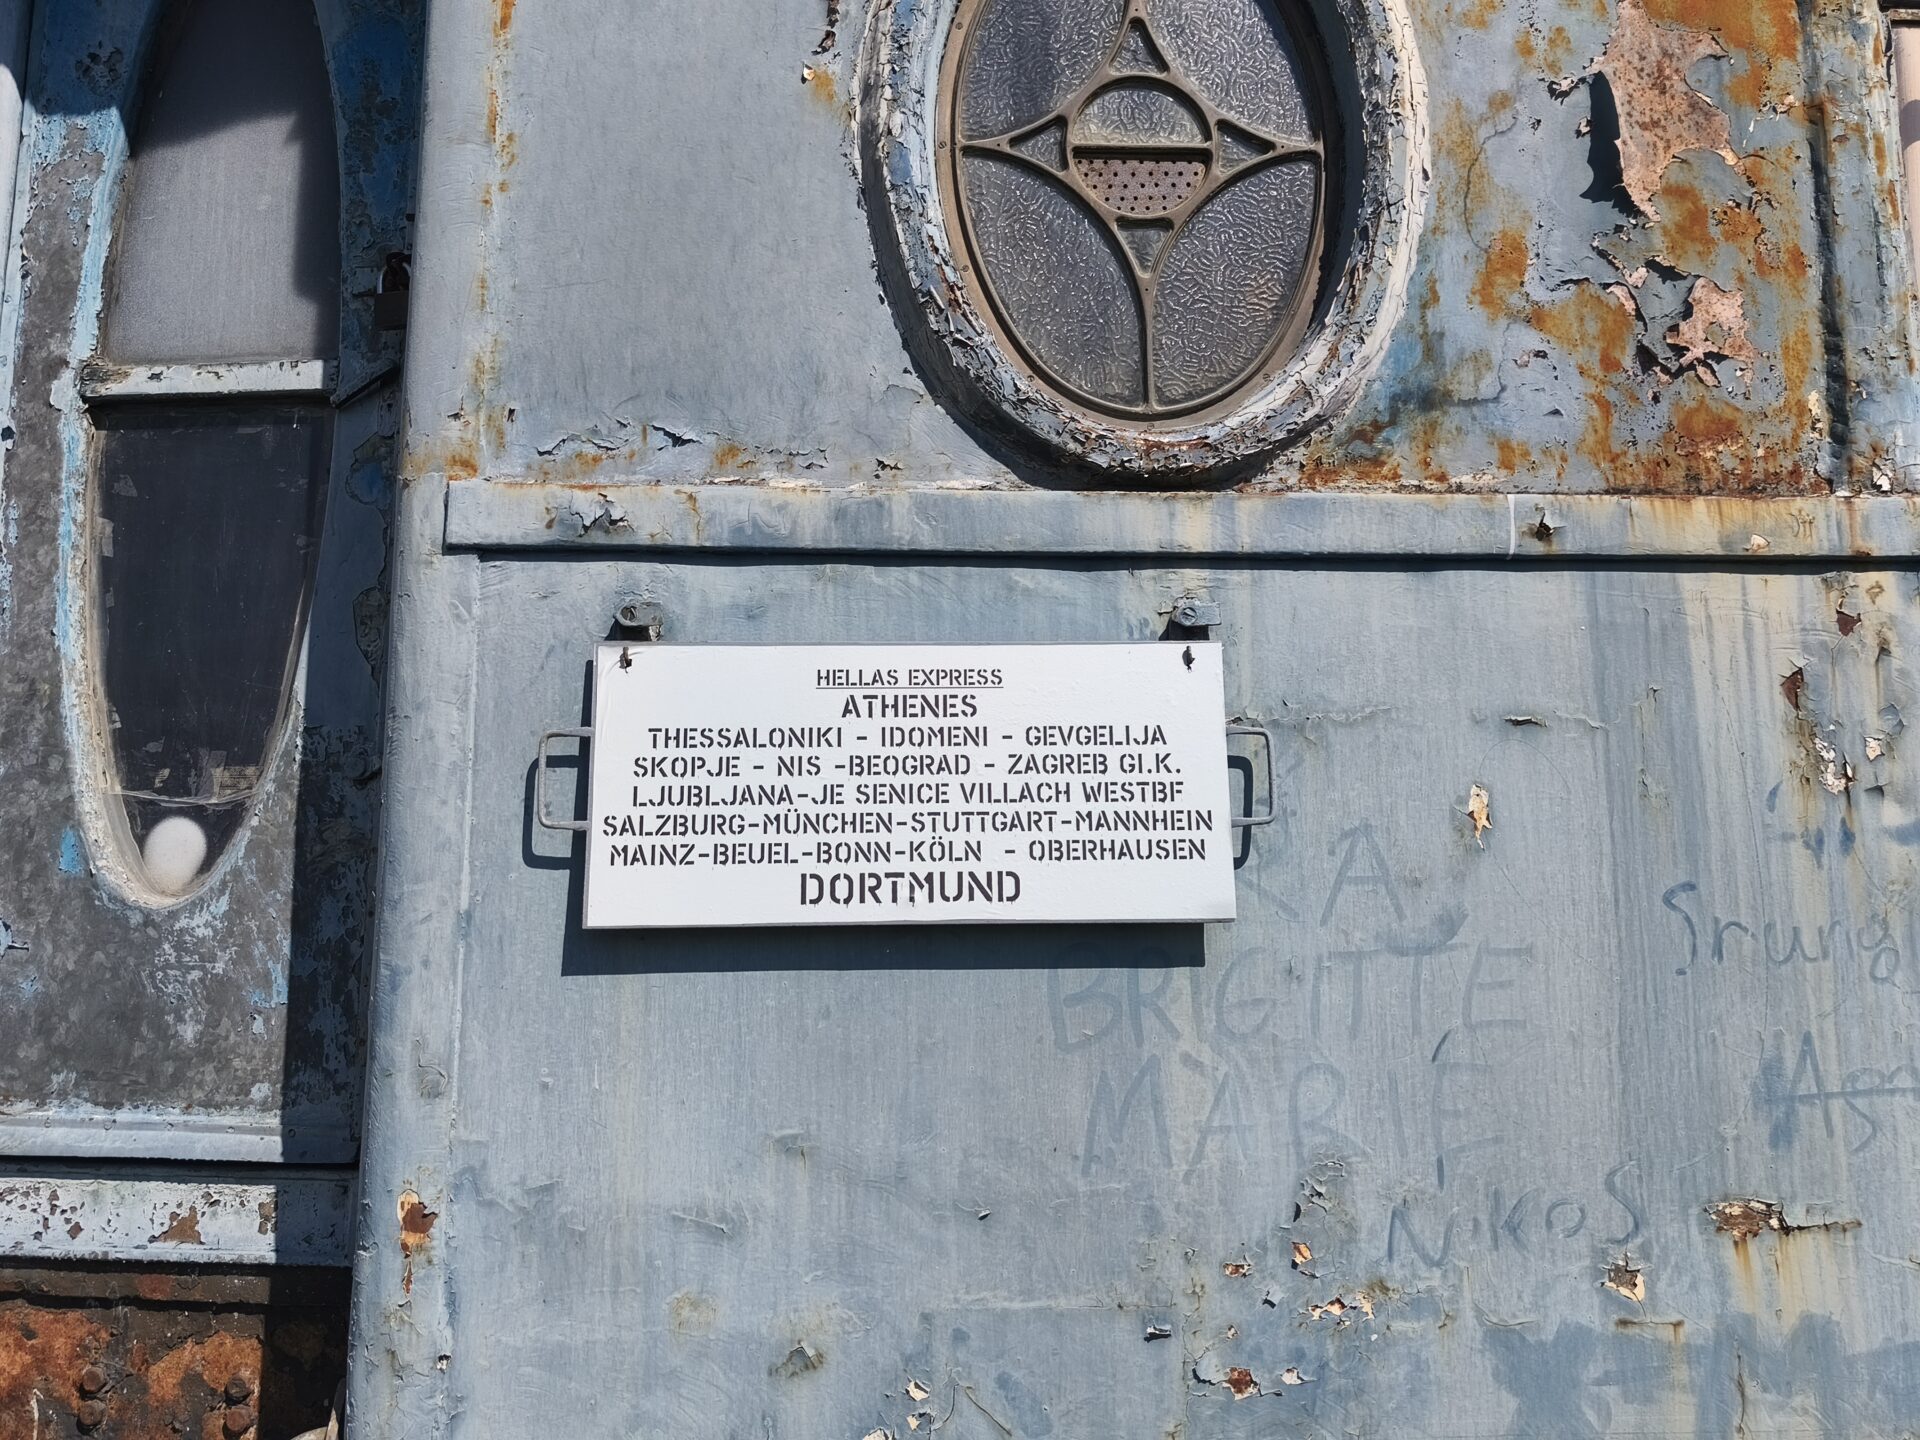 HELLAS EXPRESS
ATHENES
THESSALONIKI - IDOMENI - GEVGELIJA
SKOPJE - NIS -BEOGRAD - ZAGREB GI.K.
LJUBLJANA-JE SENICE VILLACH WESTBF
SALZBURG-MÜNCHEN-STUTTGART-MANNHEIN
MAINZ-BEUEL-BONN-KÖLN - OBERHAUSEN
DORTMUND
BRIGITTE
MARIE
NIKOS